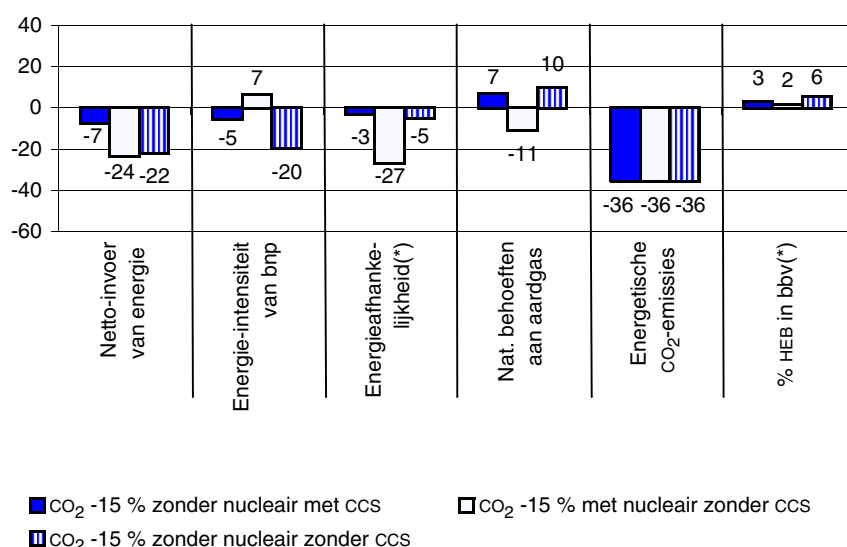 40
20
0
-20
-40
-60
-7
-24
-22
-5
7
-20
-3
-27
-5
7
-11
10
-36
-36
-36
3
2
6
Netto-invoer
van energie
Energie-intensiteit
van bnp
Energieafhanke-
lijkheid(*)
Nat. behoeften
aan aardgas
Energetische
CO2-emissies
% HEB in bbv(*)
CO2 -15 % zonder nucleair met CCS
CO2 -15 % met nucleair zonder CCS
CO2 -15 % zonder nucleair zonder CCS